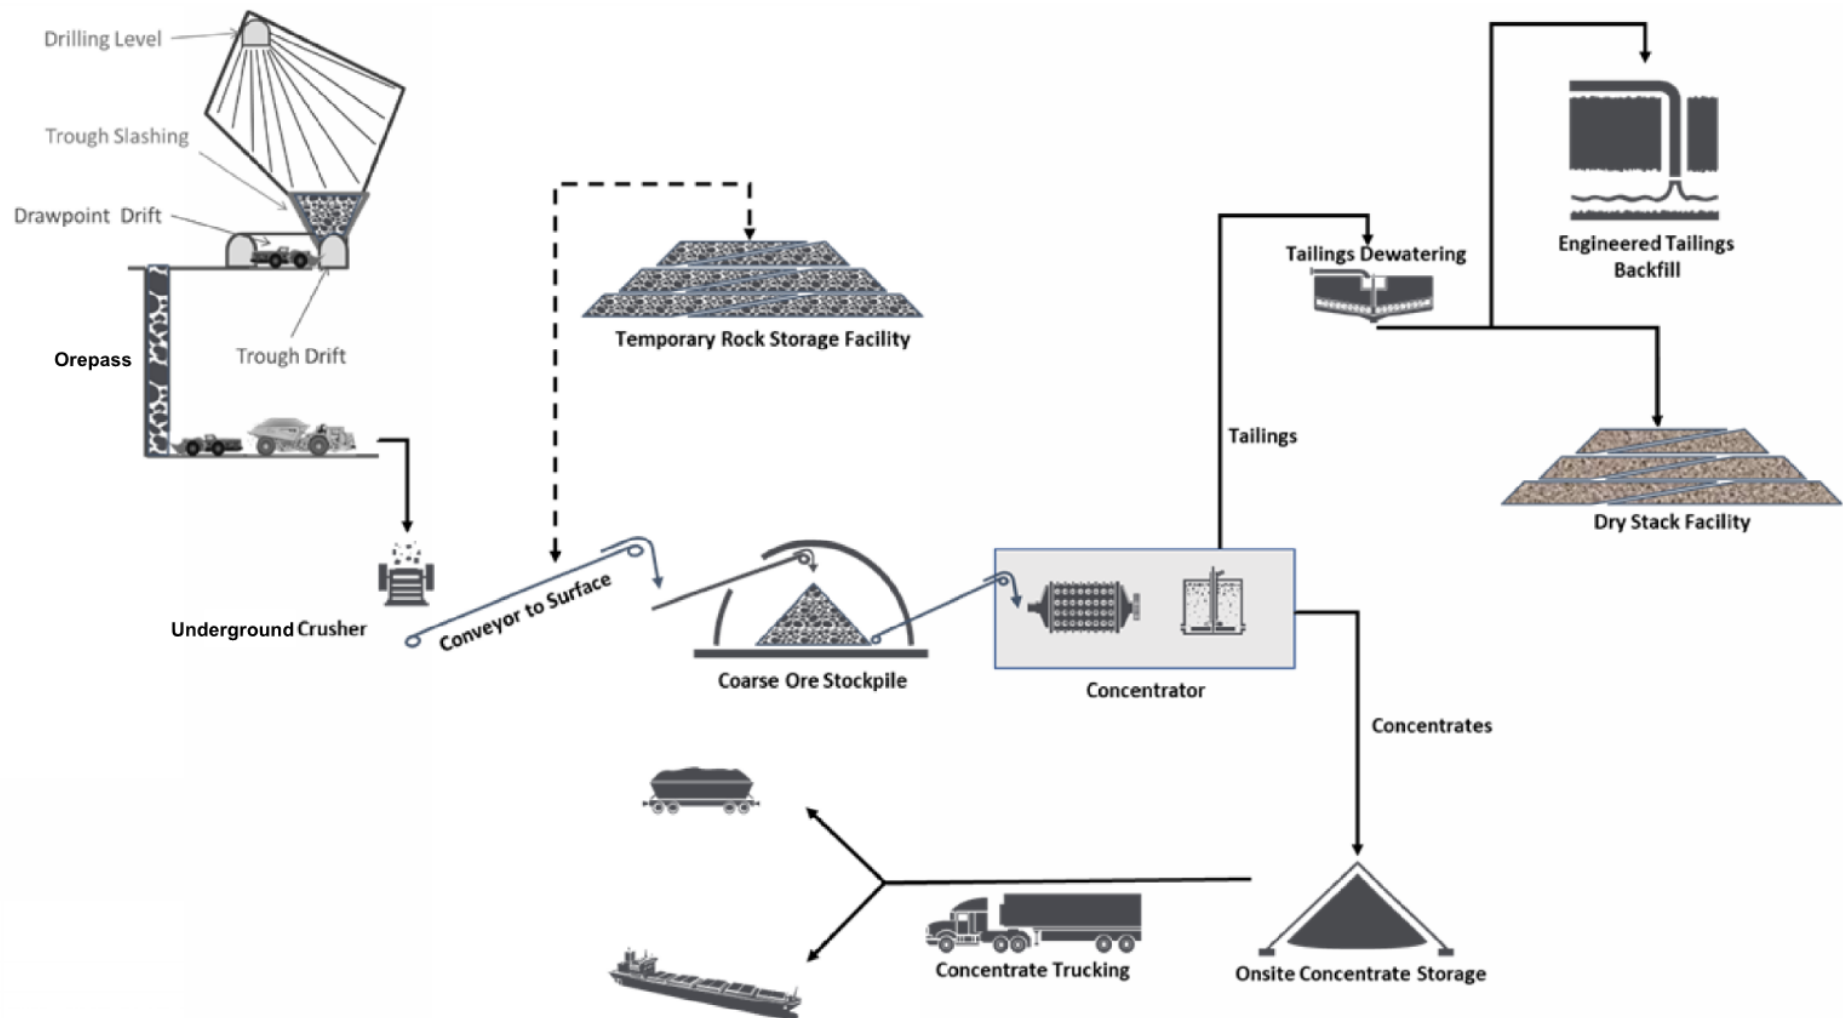 Drilling Level
Trough Slashing
Drawpoint Drift
Orepass
Trough Drift
Underground Crusher
Conveyor to Surface
Temporary Rock Storage Facility
Coarse Ore Stockpile
Concentrator
Tailings
Tailings Dewatering
Engineered Tailings
Backfill
Dry Stack Facility
Concentrates
Onsite Concentrate Storage
Concentrate Trucking